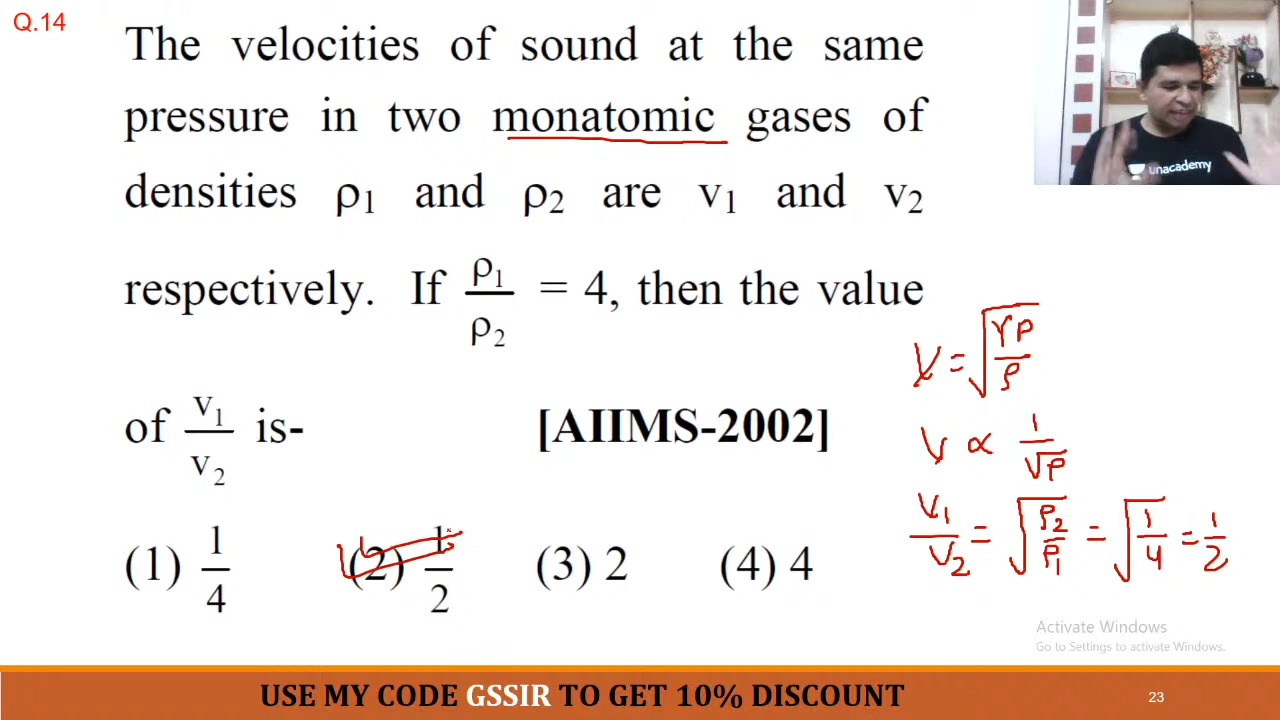 Q.14
The velocities of sound at the same
pressure in two monatomic gases of
densities ρ1 and ρ2 are v1 and v2
respectively. If ρ1/ρ2 = 4, then the value
of v1/v2 is- [AIIMS-2002]
(1) 1/4 (2) 1/2 (3) 2 (4) 4
V = √(γP/ρ)
V ∝ 1/√ρ
V1/V2 = √(ρ2/ρ1) = √(1/4) = 1/2
unacademy
Activate Windows
Go to Settings to activate Windows.
USE MY CODE GSSIR TO GET 10% DISCOUNT
23